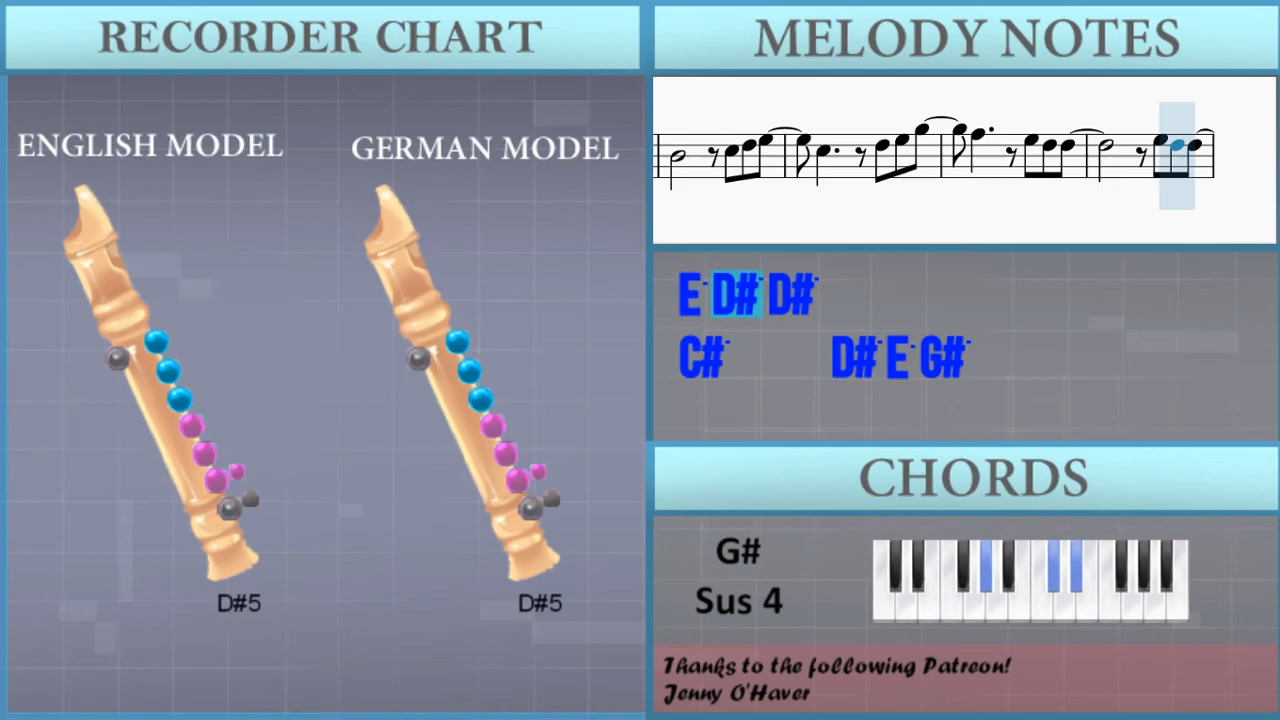 RECORDER CHART
ENGLISH MODEL
GERMAN MODEL
D#5
D#5
MELODY NOTES
E- D#- D#-
C#- D#- E- G#-
CHORDS
G#
Sus 4
Thanks to the following Patreon!
Jenny O'Haver